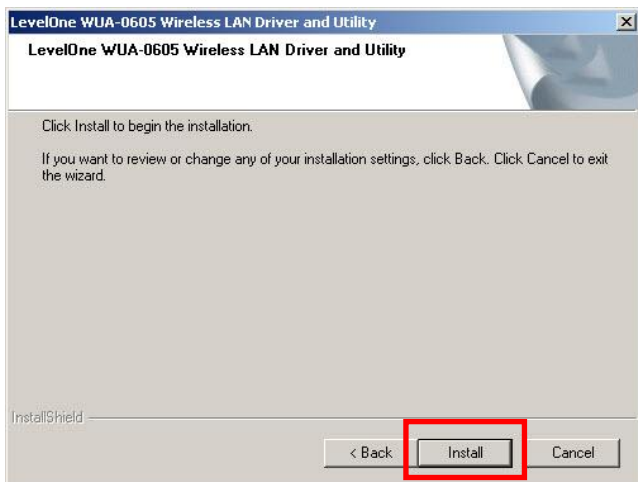 LevelOne WUA-0605 Wireless LAN Driver and Utility
LevelOne WUA-0605 Wireless LAN Driver and Utility
Click Install to begin the installation.
If you want to review or change any of your installation settings, click Back. Click Cancel to exit
the wizard.
InstallShield
< Back Install Cancel